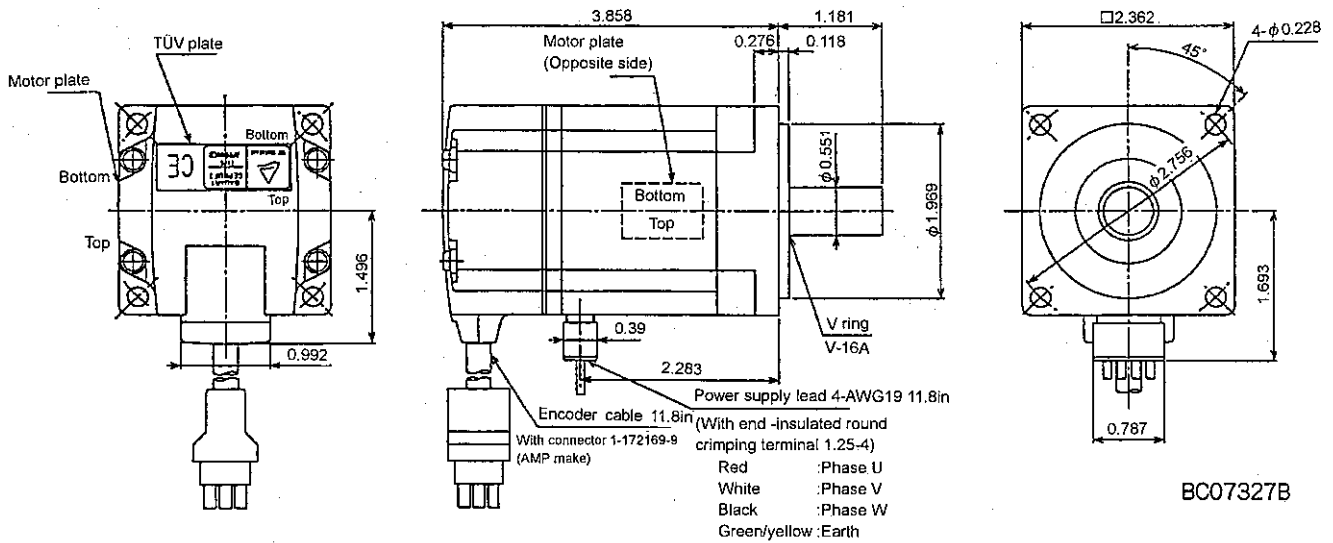 TÜV plate
Motor plate
Bottom
Bottom
Top
Top
CE
1.496
0.992
3.858
1.181
0.276
0.118
Motor plate
(Opposite side)
Bottom
Top
φ0.551
φ1.969
V ring
V-16A
0.39
2.283
Encoder cable 11.8in
With connector 1-172169-9
(AMP make)
Power supply lead 4-AWG19 11.8in
(With end -insulated round
crimping terminal 1.25-4)
Red :Phase U
White :Phase V
Black :Phase W
Green/yellow :Earth
□2.362
4-φ0.228
45°
φ2.756
1.693
0.787
BC07327B